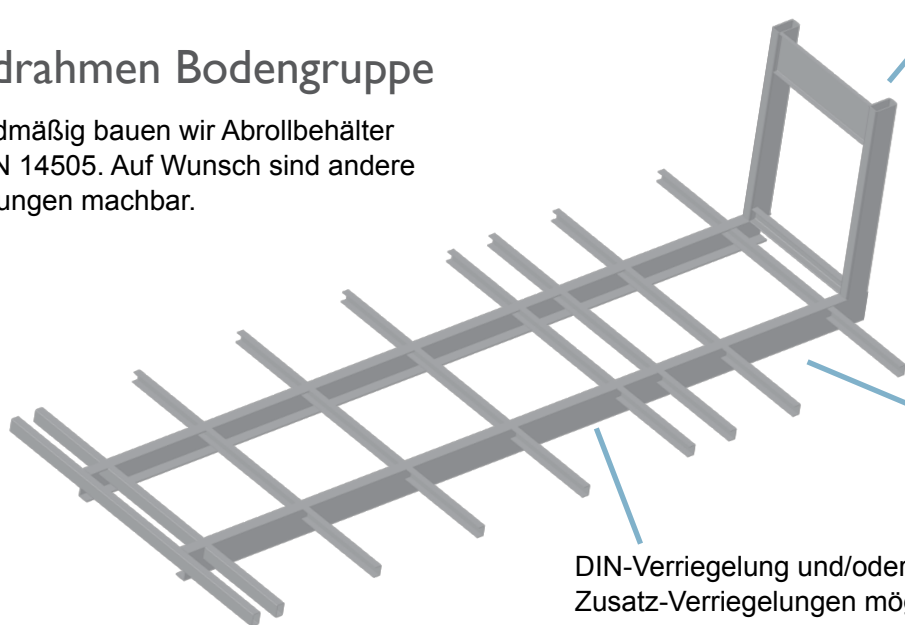 drahmen Bodengruppe
dmäßig bauen wir Abrollbehälter
N 14505. Auf Wunsch sind andere
ungen machbar.
DIN-Verriegelung und/oder
Zusatz-Verriegelungen mög